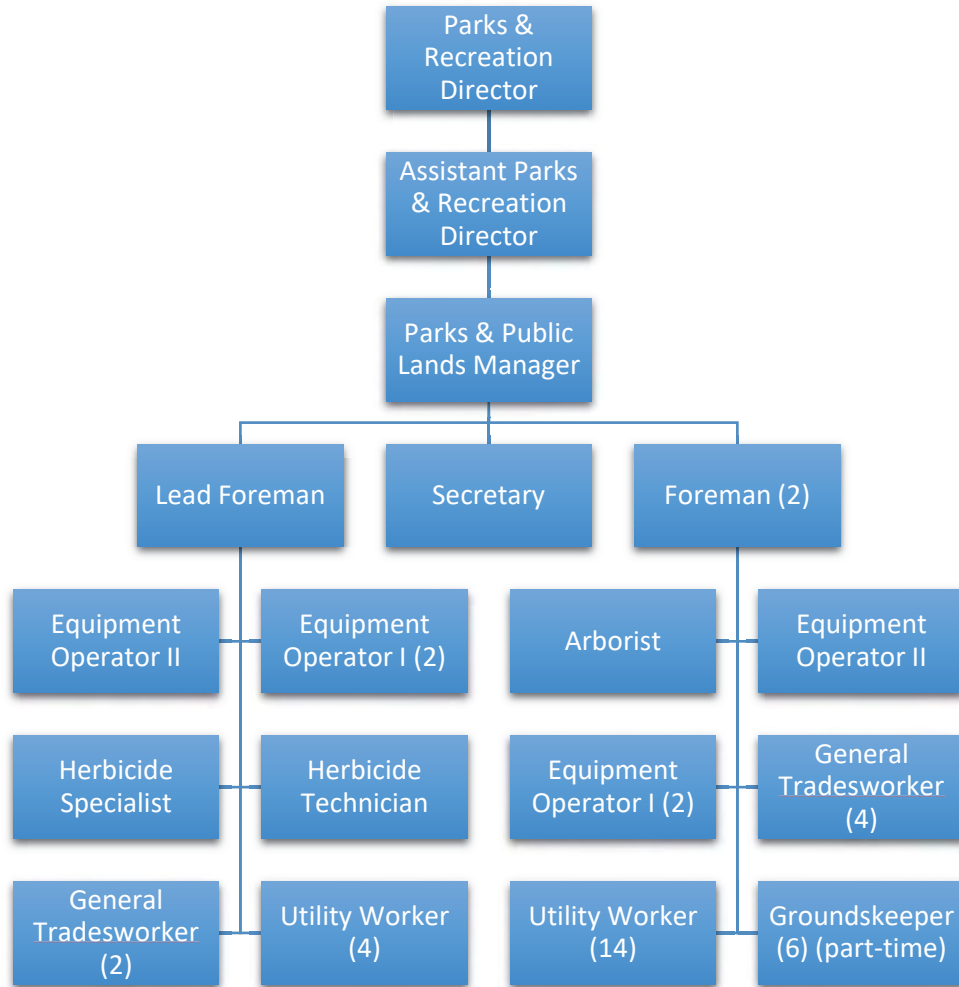 Parks &
Recreation
Director
Assistant Parks
& Recreation
Director
Parks & Public
Lands Manager
Lead Foreman
Secretary
Foreman (2)
Equipment
Operator II
Equipment
Operator I (2)
Arborist
Equipment
Operator II
Herbicide
Specialist
Herbicide
Technician
Equipment
Operator I (2)
General
Tradesworker
(4)
General
Tradesworker
(2)
Utility Worker
(4)
Utility Worker
(14)
Groundskeeper
(6) (part-time)